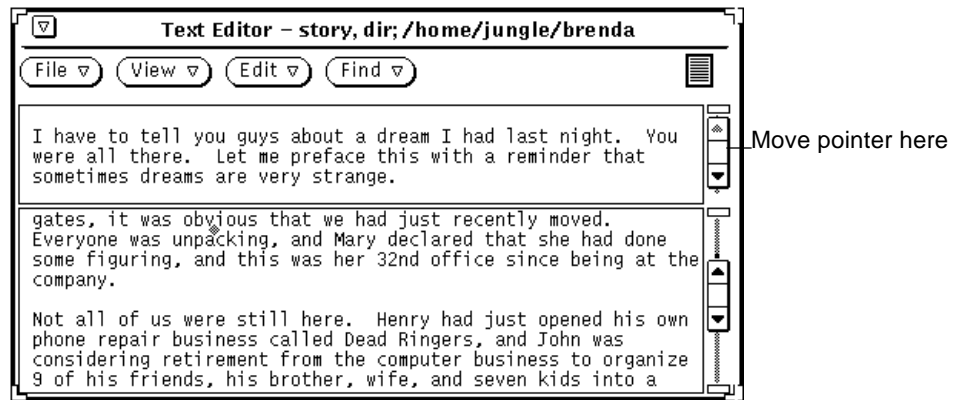 Text Editor – story, dir; /home/jungle/brenda
File View Edit Find
I have to tell you guys about a dream I had last night.  You
were all there.  Let me preface this with a reminder that
sometimes dreams are very strange.
Move pointer here
gates, it was obvious that we had just recently moved.
Everyone was unpacking, and Mary declared that she had done
some figuring, and this was her 32nd office since being at the
company.
Not all of us were still here.  Henry had just opened his own
phone repair business called Dead Ringers, and John was
considering retirement from the computer business to organize
9 of his friends, his brother, wife, and seven kids into a